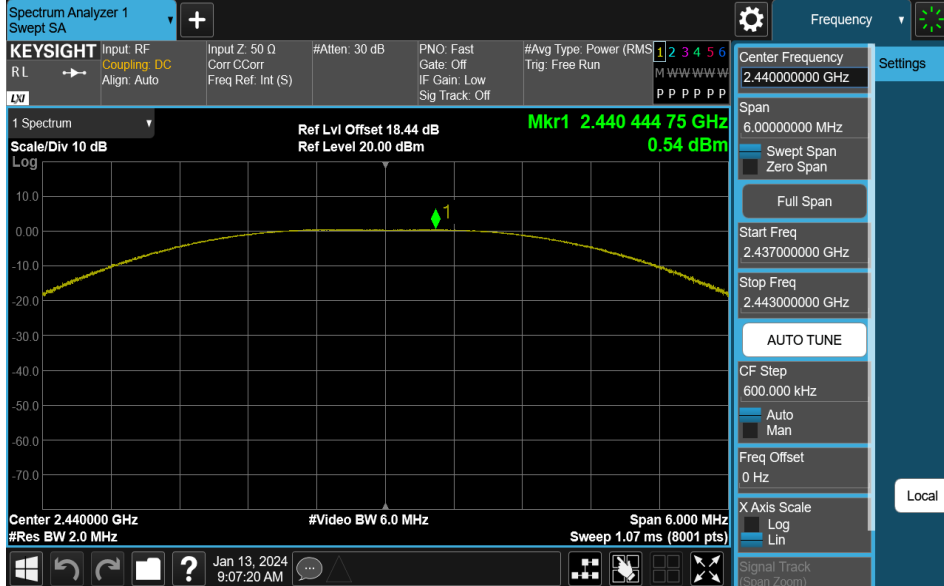 Spectrum Analyzer 1
Swept SA
Frequency
KEYSIGHT
R L
LXI
Input: RF
Coupling: DC
Align: Auto
Input Z: 50 Ω
Corr CCorr
Freq Ref: Int (S)
#Atten: 30 dB
PNO: Fast
Gate: Off
IF Gain: Low
Sig Track: Off
#Avg Type: Power (RMS
Trig: Free Run
1 2 3 4 5 6
M W W W W W
P P P P P P
Center Frequency
2.440000000 GHz
Settings
1 Spectrum
Scale/Div 10 dB
Log
Ref Lvl Offset 18.44 dB
Ref Level 20.00 dBm
Mkr1 2.440 444 75 GHz
0.54 dBm
1
10.0
0.00
-10.0
-20.0
-30.0
-40.0
-50.0
-60.0
-70.0
Span
6.00000000 MHz
Swept Span
Zero Span
Full Span
Start Freq
2.437000000 GHz
Stop Freq
2.443000000 GHz
AUTO TUNE
CF Step
600.000 kHz
Auto
Man
Freq Offset
0 Hz
X Axis Scale
Log
Lin
Signal Track
(Span Zoom)
Local
Center 2.440000 GHz
#Res BW 2.0 MHz
#Video BW 6.0 MHz
Span 6.000 MHz
Sweep 1.07 ms (8001 pts)
?
Jan 13, 2024
9:07:20 AM